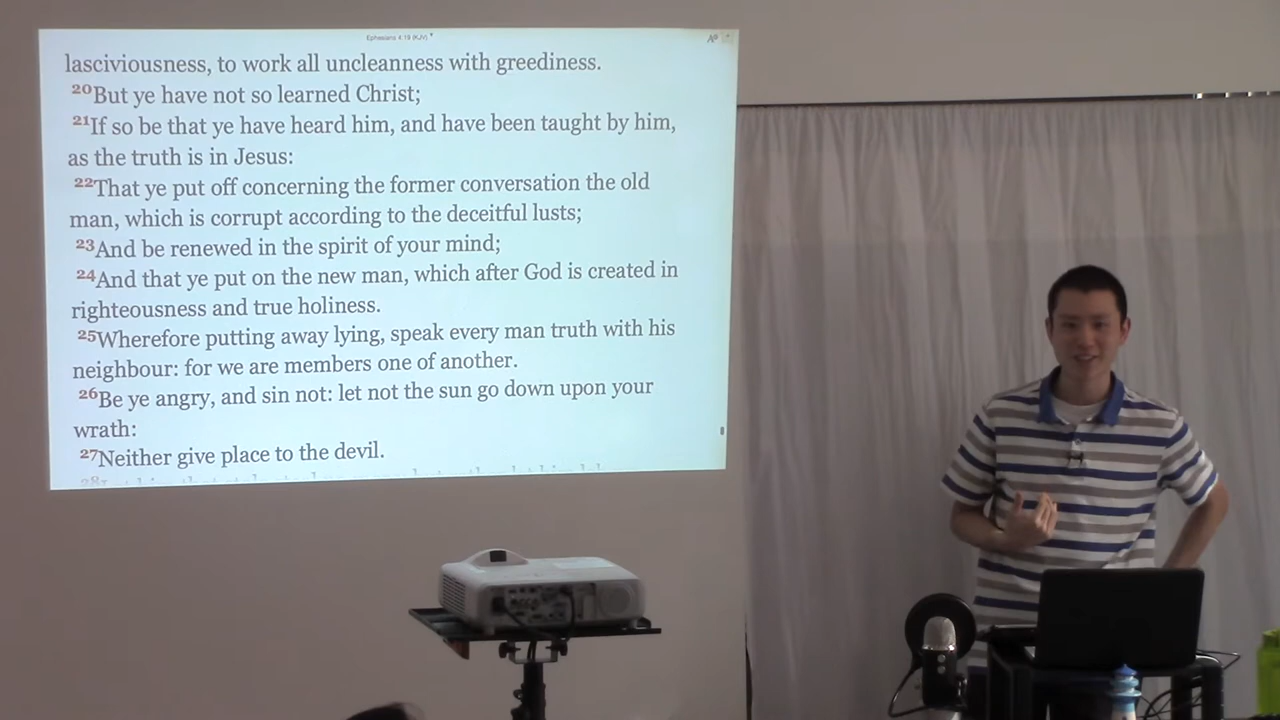 Ephesians 4:19 (KJV)
lasciviousness, to work all uncleanness with greediness.
20But ye have not so learned Christ;
21If so be that ye have heard him, and have been taught by him,
as the truth is in Jesus:
22That ye put off concerning the former conversation the old
man, which is corrupt according to the deceitful lusts;
23And be renewed in the spirit of your mind;
24And that ye put on the new man, which after God is created in
righteousness and true holiness.
25Wherefore putting away lying, speak every man truth with his
neighbour: for we are members one of another.
26Be ye angry, and sin not: let not the sun go down upon your
wrath:
27Neither give place to the devil.